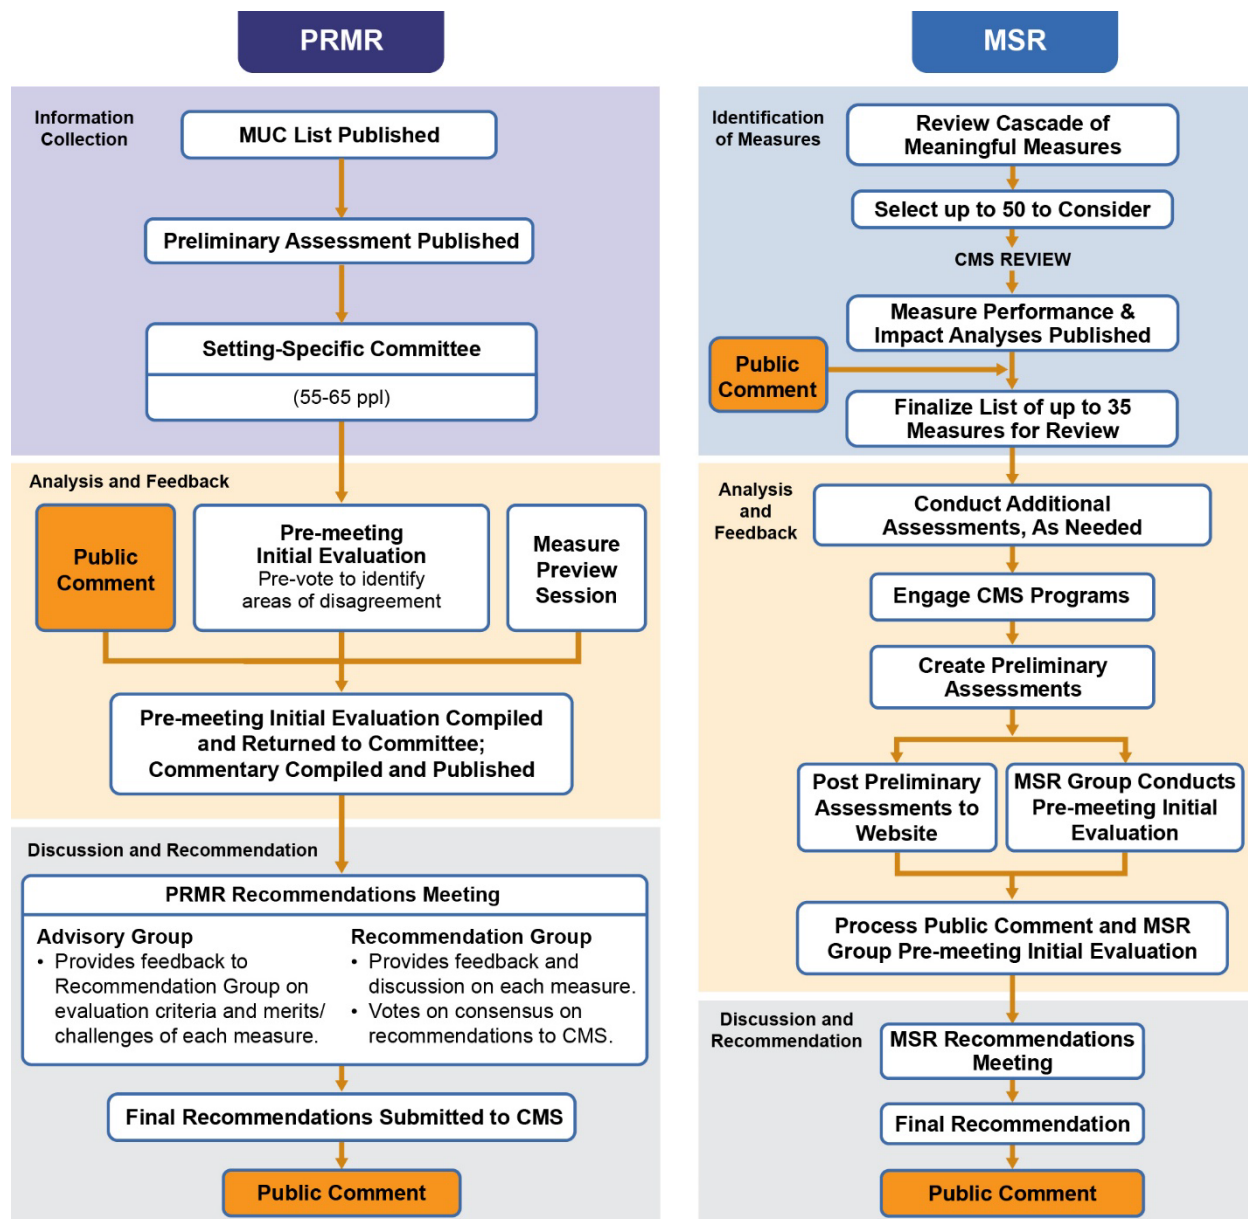 PRMR
Information
Collection
MUC List Published
Preliminary Assessment Published
Setting-Specific Committee
(55-65 ppl)
Analysis and Feedback
Public
Comment
Pre-meeting
Initial Evaluation
Pre-vote to identify
areas of disagreement
Measure
Preview
Session
Pre-meeting Initial Evaluation Compiled
and Returned to Committee;
Commentary Compiled and Published
Discussion and Recommendation
PRMR Recommendations Meeting
Advisory Group
• Provides feedback to
Recommendation Group on
evaluation criteria and merits/
challenges of each measure.
Recommendation Group
• Provides feedback and
discussion on each measure.
• Votes on consensus on
recommendations to CMS.
Final Recommendations Submitted to CMS
Public Comment
MSR
Identification
of Measures
Review Cascade of
Meaningful Measures
Select up to 50 to Consider
CMS REVIEW
Measure Performance &
Impact Analyses Published
Public
Comment
Finalize List of up to 35
Measures for Review
Analysis
and
Feedback
Conduct Additional
Assessments, As Needed
Engage CMS Programs
Create Preliminary
Assessments
Post Preliminary
Assessments to
Website
MSR Group Conducts
Pre-meeting Initial
Evaluation
Process Public Comment and MSR
Group Pre-meeting Initial Evaluation
Discussion and
Recommendation
MSR Recommendations
Meeting
Final Recommendation
Public Comment